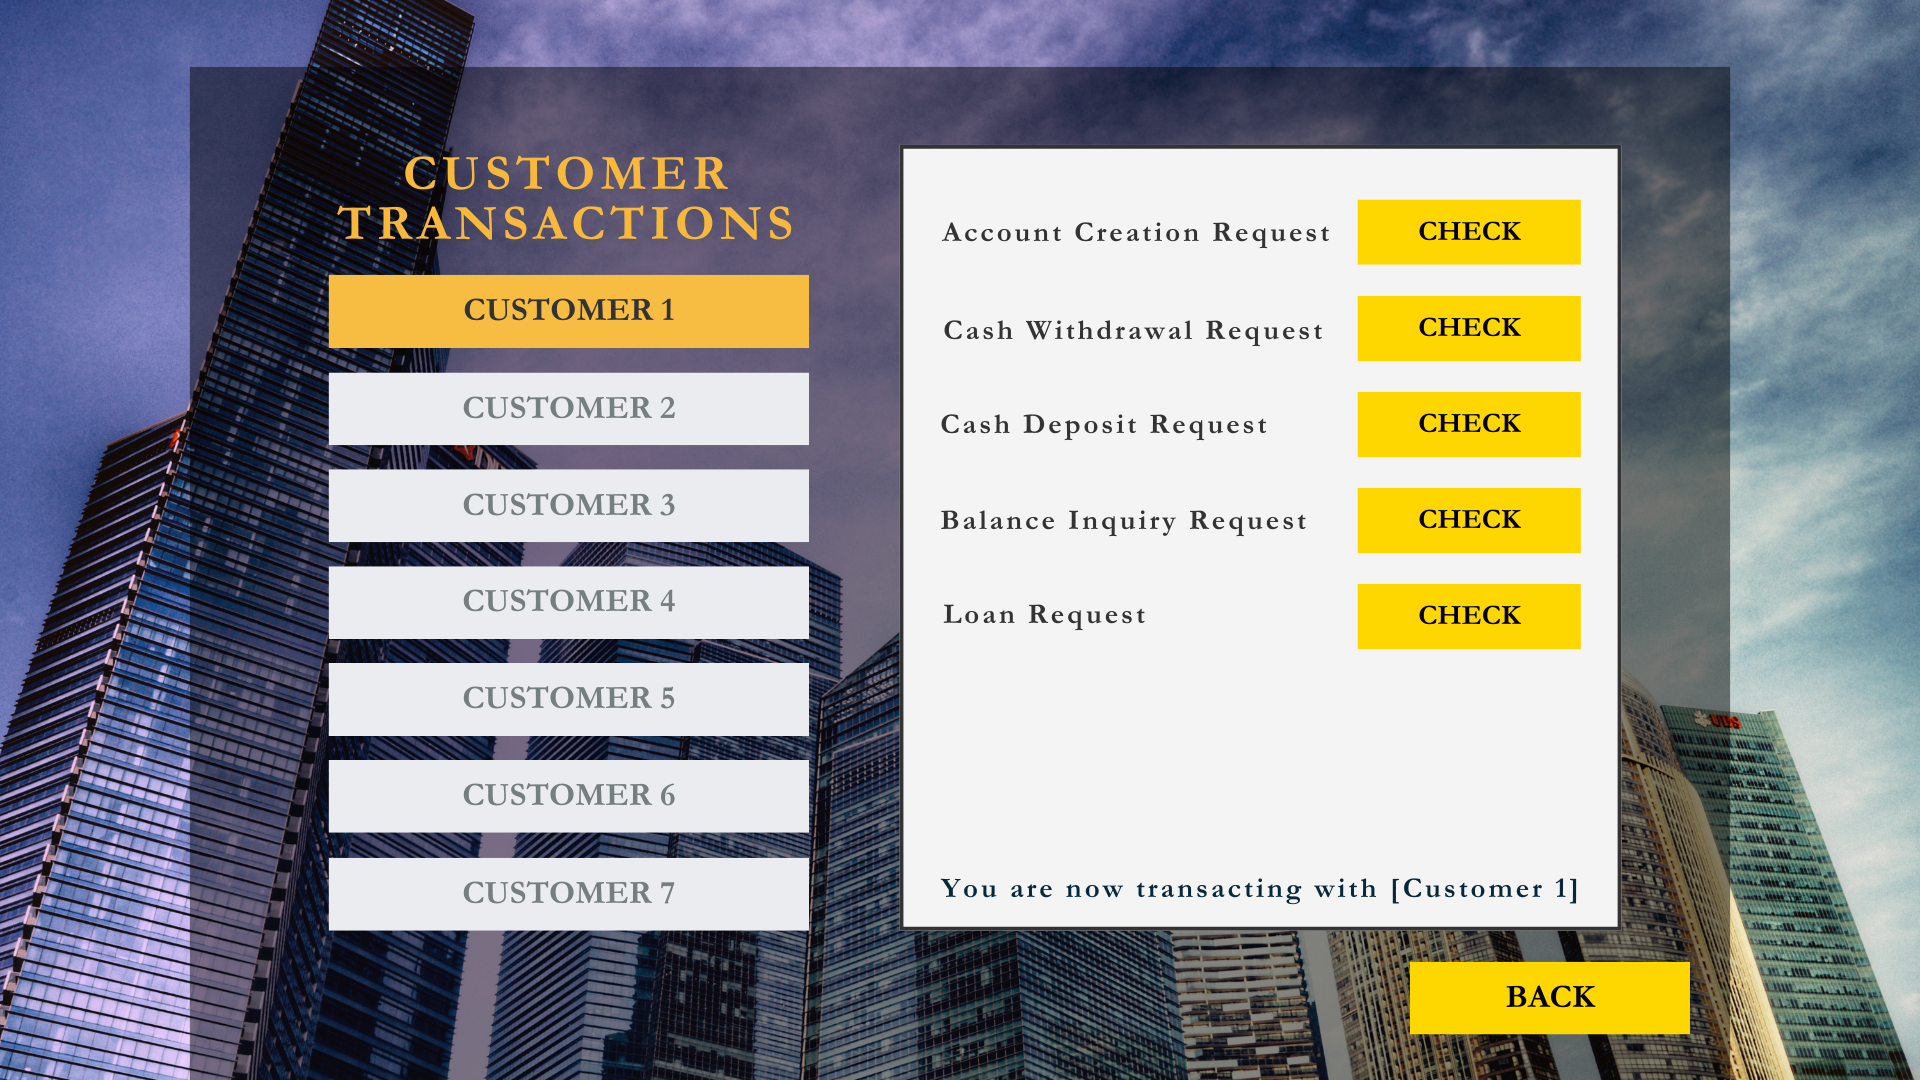 CUSTOMER
TRANSACTIONS
CUSTOMER 1
CUSTOMER 2
CUSTOMER 3
CUSTOMER 4
CUSTOMER 5
CUSTOMER 6
CUSTOMER 7
Account Creation Request CHECK
Cash Withdrawal Request CHECK
Cash Deposit Request CHECK
Balance Inquiry Request CHECK
Loan Request CHECK
You are now transacting with [Customer 1]
UBS
BACK